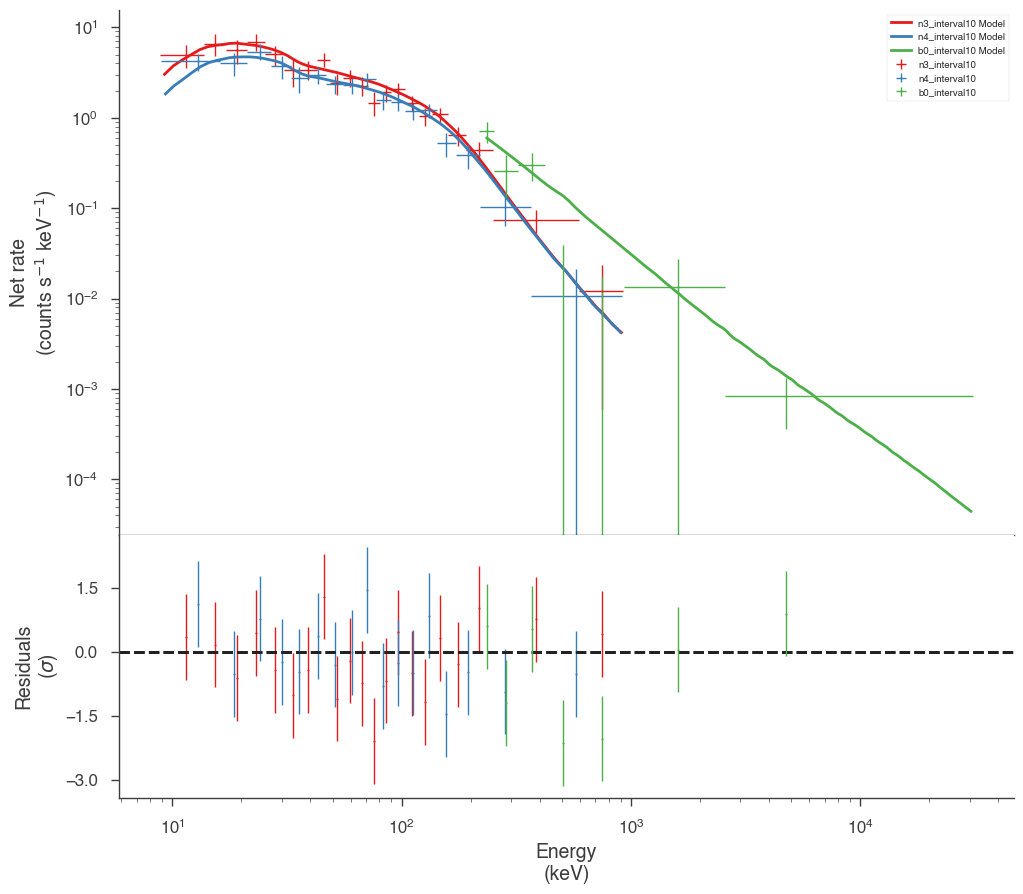 n3_interval10 Model
n4_interval10 Model
b0_interval10 Model
n3_interval10
n4_interval10
b0_interval10
10¹
10⁰
10⁻¹
10⁻²
10⁻³
10⁻⁴
Net rate
(counts s⁻¹ keV⁻¹)
1.5
0.0
−1.5
−3.0
Residuals
(σ)
10¹
10²
10³
10⁴
Energy
(keV)